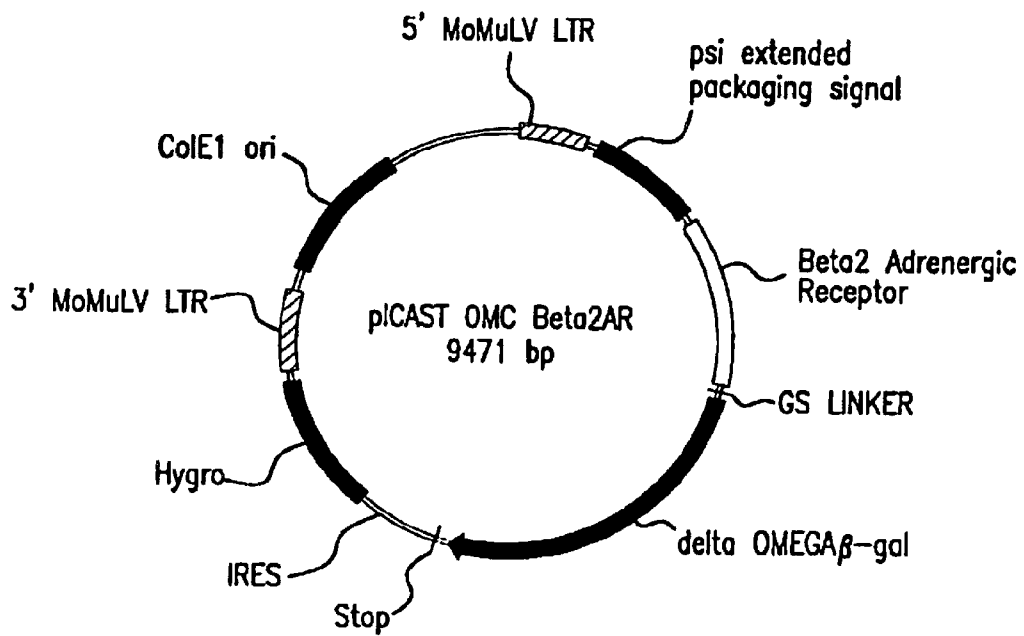 5' MoMuLV LTR
psi extended
packaging signal
ColE1 ori
Beta2 Adrenergic
Receptor
3' MoMuLV LTR
pICAST OMC Beta2AR
9471 bp
GS LINKER
Hygro
delta OMEGAβ-gal
IRES
Stop